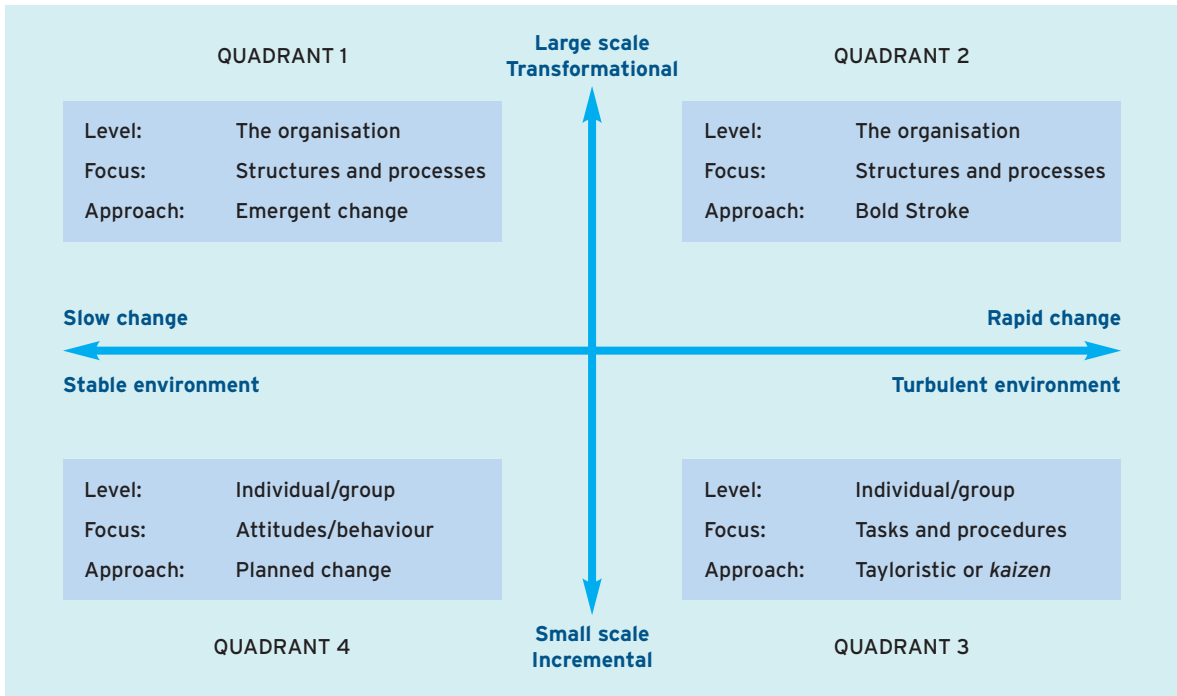 QUADRANT 1
Large scale
Transformational
QUADRANT 2
Level: The organisation
Focus: Structures and processes
Approach: Emergent change
Level: The organisation
Focus: Structures and processes
Approach: Bold Stroke
Slow change
Rapid change
Stable environment
Turbulent environment
Level: Individual/group
Focus: Attitudes/behaviour
Approach: Planned change
Level: Individual/group
Focus: Tasks and procedures
Approach: Tayloristic or kaizen
QUADRANT 4
Small scale
Incremental
QUADRANT 3